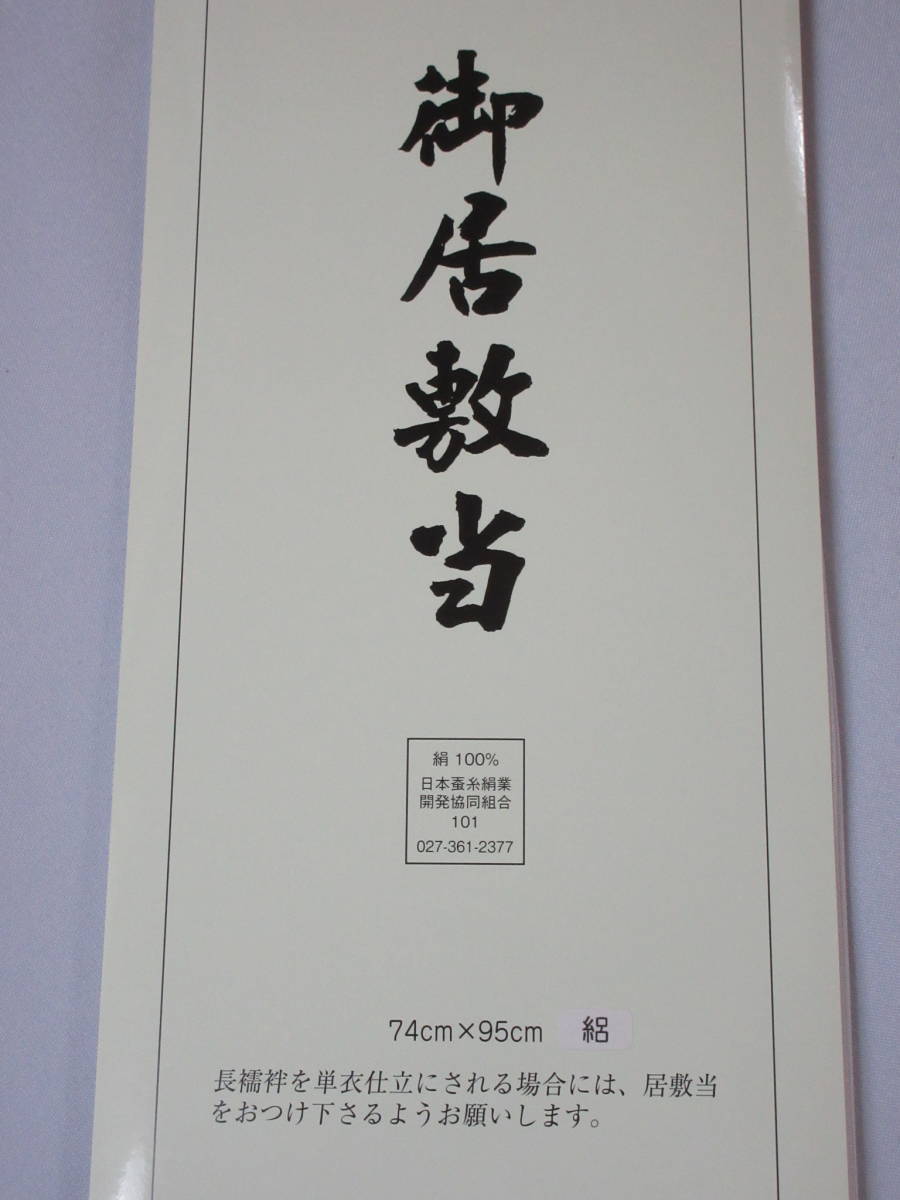 御居敷当
絹 100%
日本蚕糸絹業
開発協同組合
101
027-361-2377
74cm×95cm 絽
長襦袢を単衣仕立にされる場合には、居敷当
をおつけ下さるようお願いします。